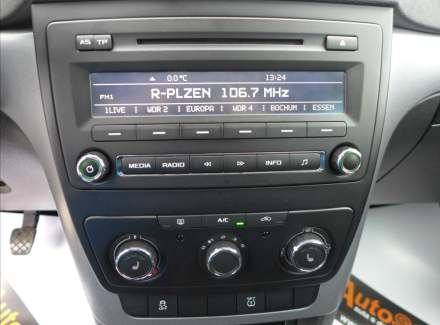 AS TP
0.0°C 13:24
FM1 R-PLZEN 106.7 MHz
1LIVE WDR 2 EUROPA WDR 4 BOCHUM ESSEN
MEDIA RADIO INFO
A/C
OFF
Auto